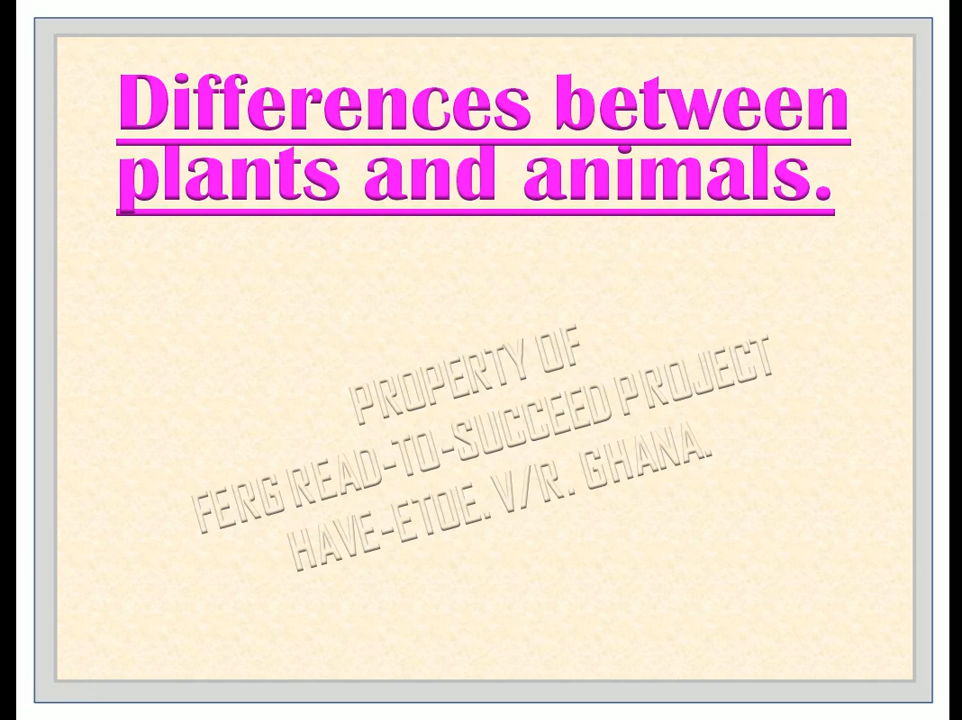 Differences between
plants and animals.
PROPERTY OF
FERG READ-TO-SUCCEED PROJECT
HAVE-ETOE. V/R. GHANA.